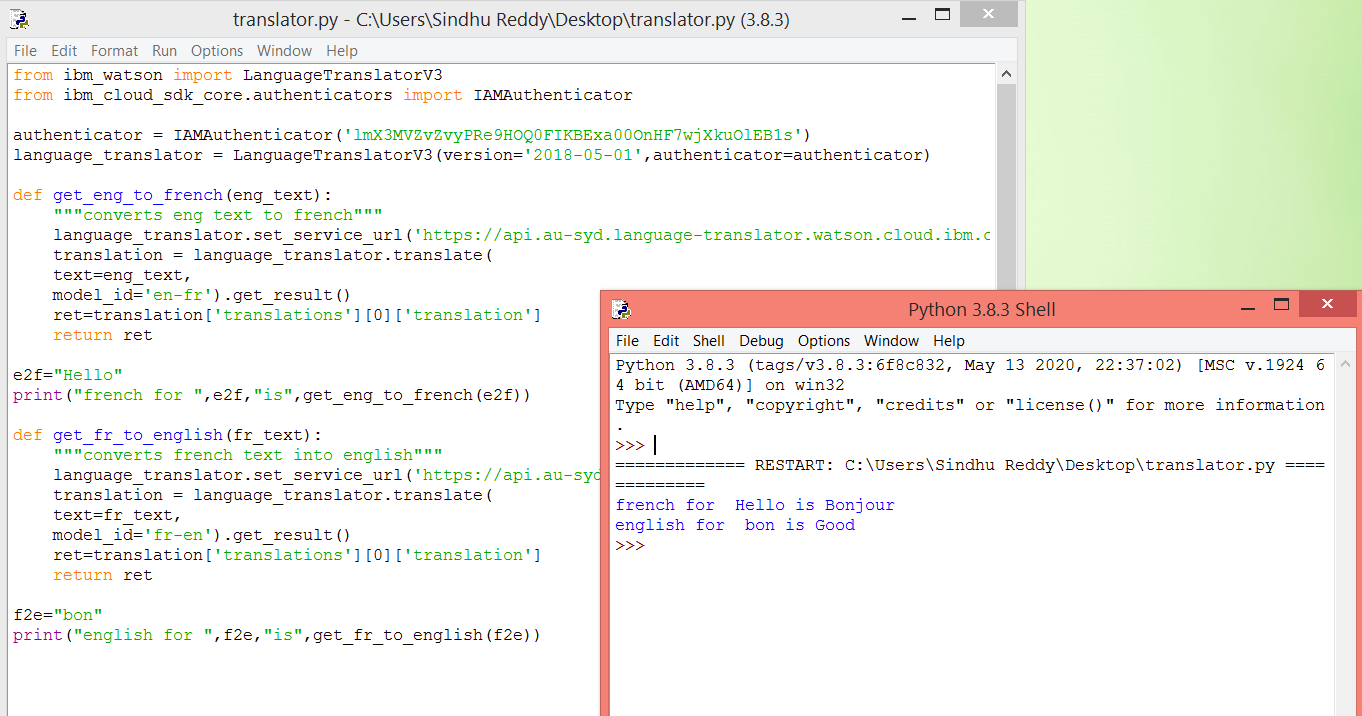 translator.py - C:\Users\Sindhu Reddy\Desktop\translator.py (3.8.3)
File Edit Format Run Options Window Help
from ibm_watson import LanguageTranslatorV3
from ibm_cloud_sdk_core.authenticators import IAMAuthenticator
authenticator = IAMAuthenticator('lmX3MVZvZvyPRe9HOQ0FIKBExa00OnHF7wjXkuOlEB1s')
language_translator = LanguageTranslatorV3(version='2018-05-01',authenticator=authenticator)
def get_eng_to_french(eng_text):
    """converts eng text to french"""
    language_translator.set_service_url('https://api.au-syd.language-translator.watson.cloud.ibm.c
    translation = language_translator.translate(
    text=eng_text,
    model_id='en-fr').get_result()
    ret=translation['translations'][0]['translation']
    return ret
e2f="Hello"
print("french for ",e2f,"is",get_eng_to_french(e2f))
def get_fr_to_english(fr_text):
    """converts french text into english"""
    language_translator.set_service_url('https://api.au-syd
    translation = language_translator.translate(
    text=fr_text,
    model_id='fr-en').get_result()
    ret=translation['translations'][0]['translation']
    return ret
f2e="bon"
print("english for ",f2e,"is",get_fr_to_english(f2e))
Python 3.8.3 Shell
File Edit Shell Debug Options Window Help
Python 3.8.3 (tags/v3.8.3:6f8c832, May 13 2020, 22:37:02) [MSC v.1924 6
4 bit (AMD64)] on win32
Type "help", "copyright", "credits" or "license()" for more information
.
>>>
============= RESTART: C:\Users\Sindhu Reddy\Desktop\translator.py ====
=========
french for  Hello is Bonjour
english for  bon is Good
>>>